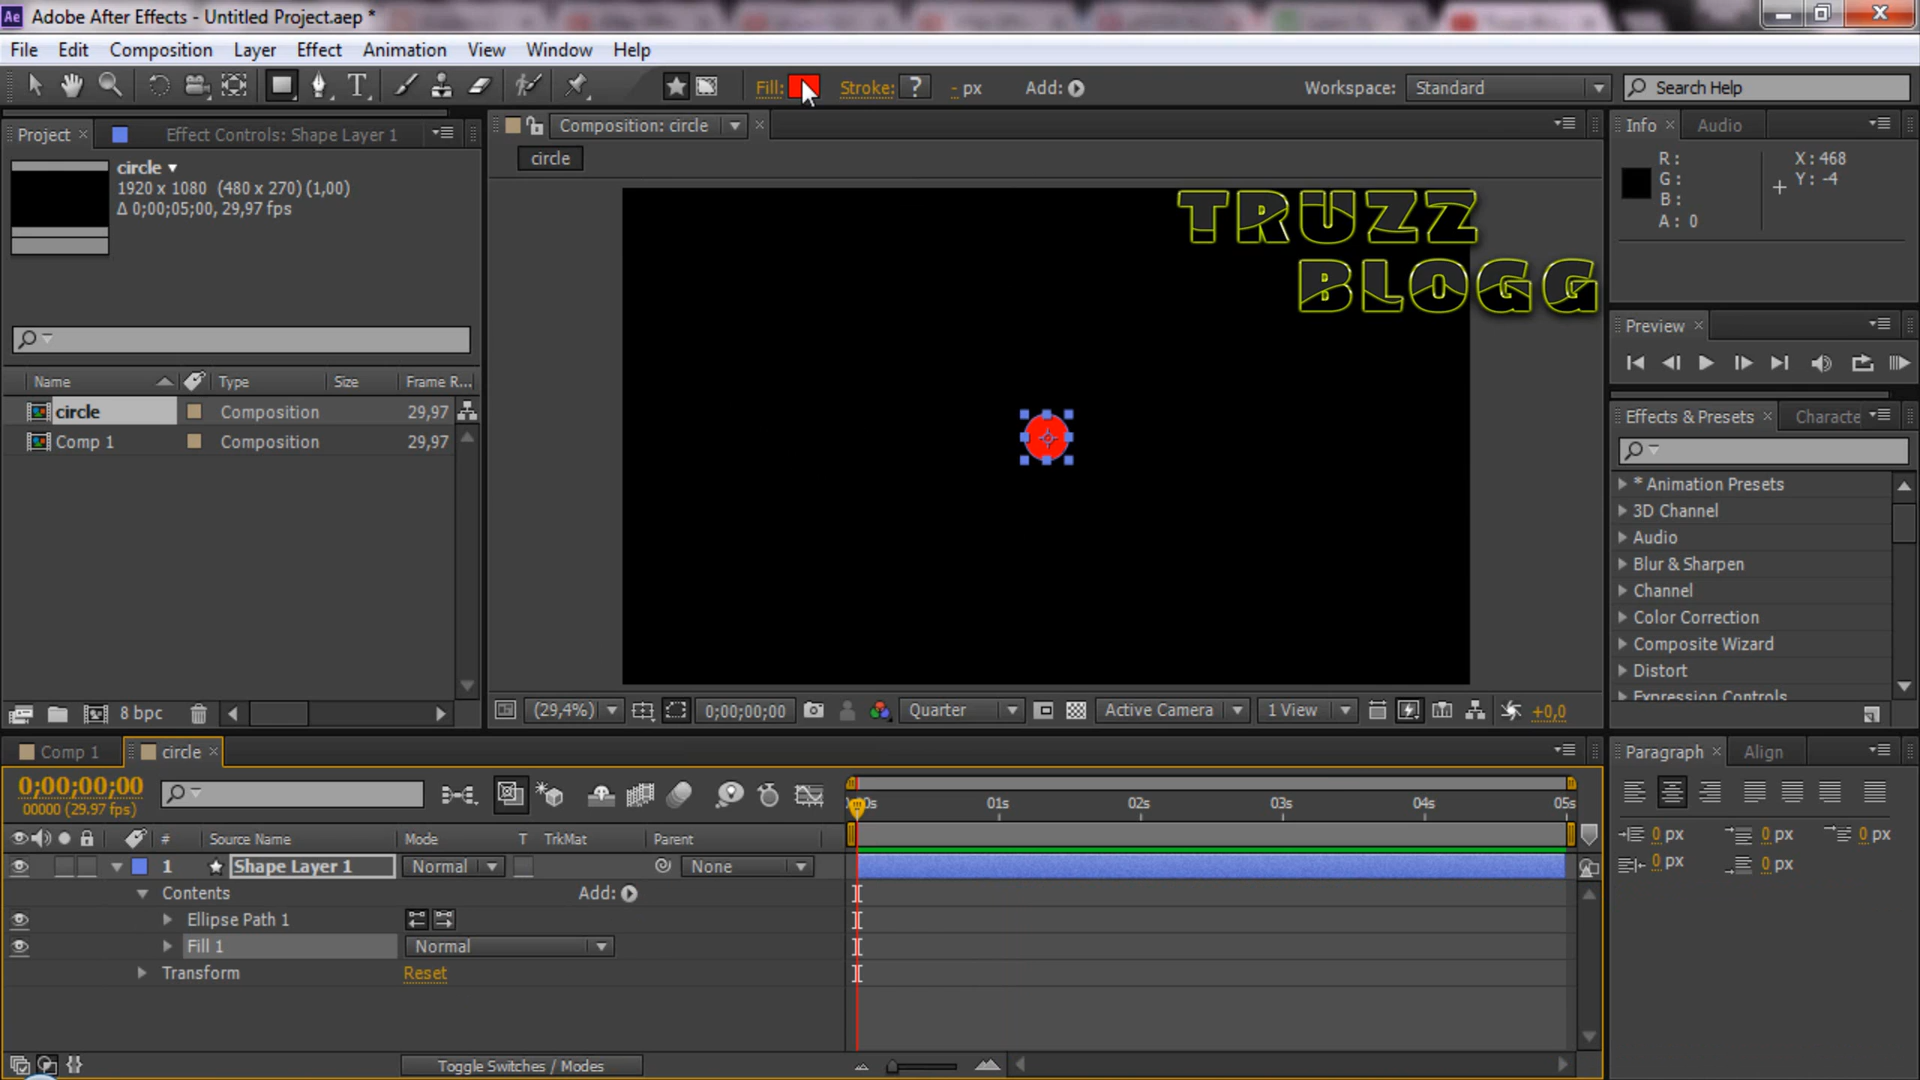 Ae Adobe After Effects - Untitled Project.aep *
File Edit Composition Layer Effect Animation View Window Help
Fill: Stroke: ? - px Add: Workspace: Standard Search Help
Project Effect Controls: Shape Layer 1
circle
1920 x 1080 (480 x 270) (1,00)
Δ 0;00;05;00, 29,97 fps
Name Type Size Frame R...
circle Composition 29,97
Comp 1 Composition 29,97
8 bpc
Composition: circle
circle
TRUZZ
BLOGG
(29,4%) 0;00;00;00 Quarter Active Camera 1 View +0,0
Info Audio
R: X: 468
G: Y: -4
B:
A: 0
Preview
Effects & Presets Characte
* Animation Presets
3D Channel
Audio
Blur & Sharpen
Channel
Color Correction
Composite Wizard
Distort
Expression Controls
Comp 1 circle
0;00;00;00
00000 (29.97 fps)
01s 02s 03s 04s 05s
# Source Name Mode T TrkMat Parent
1 Shape Layer 1 Normal None
Contents Add:
Ellipse Path 1
Fill 1 Normal
Transform Reset
Toggle Switches / Modes
Paragraph Align
0 px 0 px 0 px
0 px 0 px